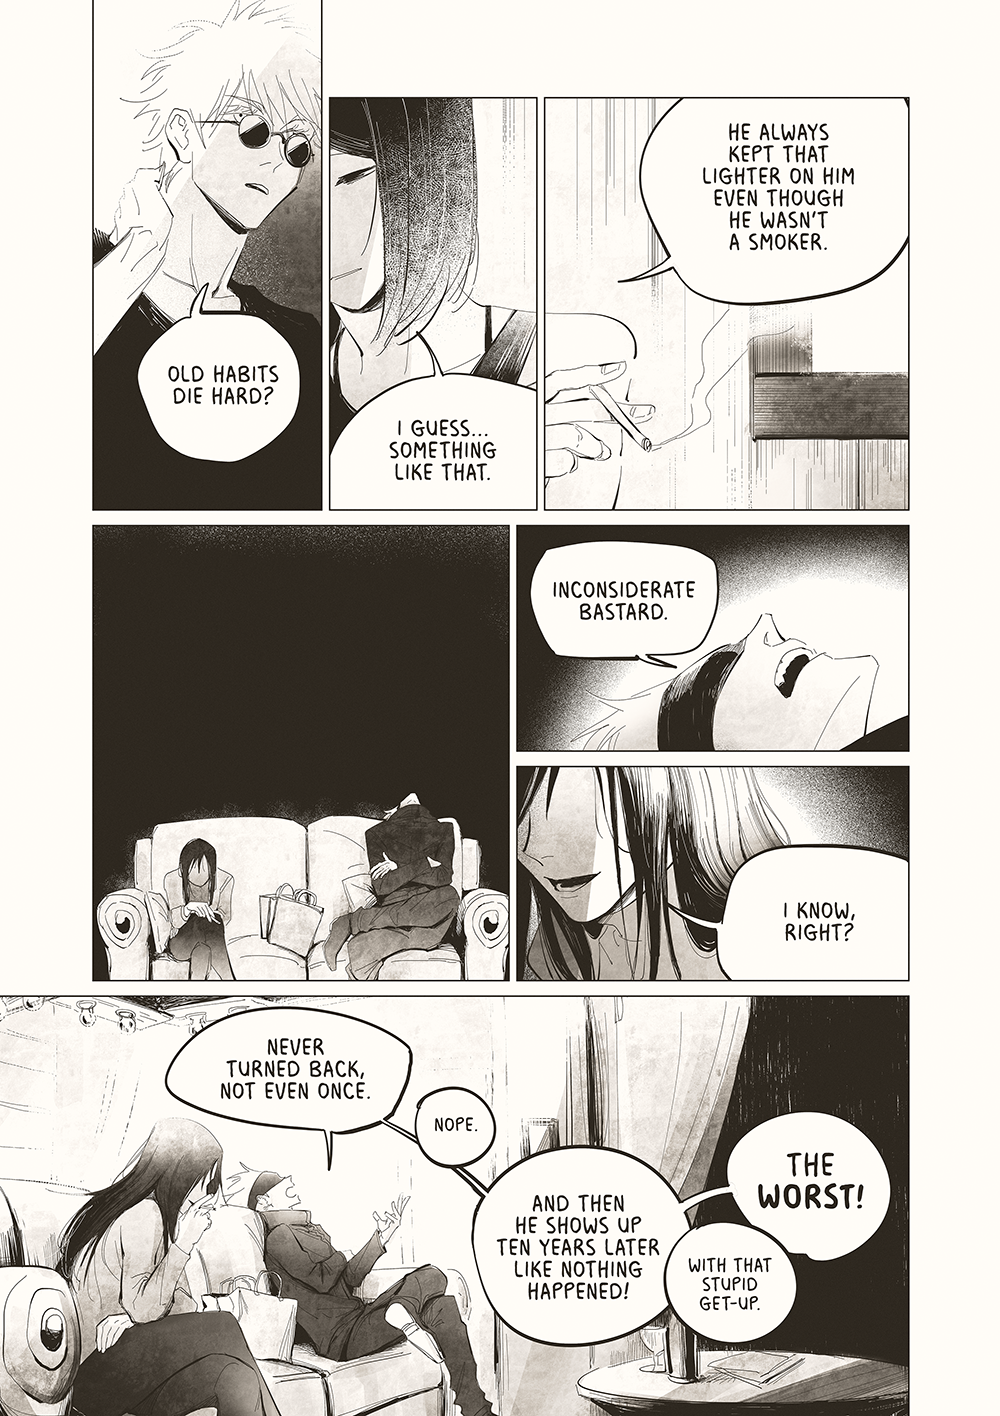 OLD HABITS
DIE HARD?
I GUESS...
SOMETHING
LIKE THAT.
HE ALWAYS
KEPT THAT
LIGHTER ON HIM
EVEN THOUGH
HE WASN'T
A SMOKER.
INCONSIDERATE
BASTARD.
I KNOW,
RIGHT?
NEVER
TURNED BACK,
NOT EVEN ONCE.
NOPE.
AND THEN
HE SHOWS UP
TEN YEARS LATER
LIKE NOTHING
HAPPENED!
THE
WORST!
WITH THAT
STUPID
GET-UP.